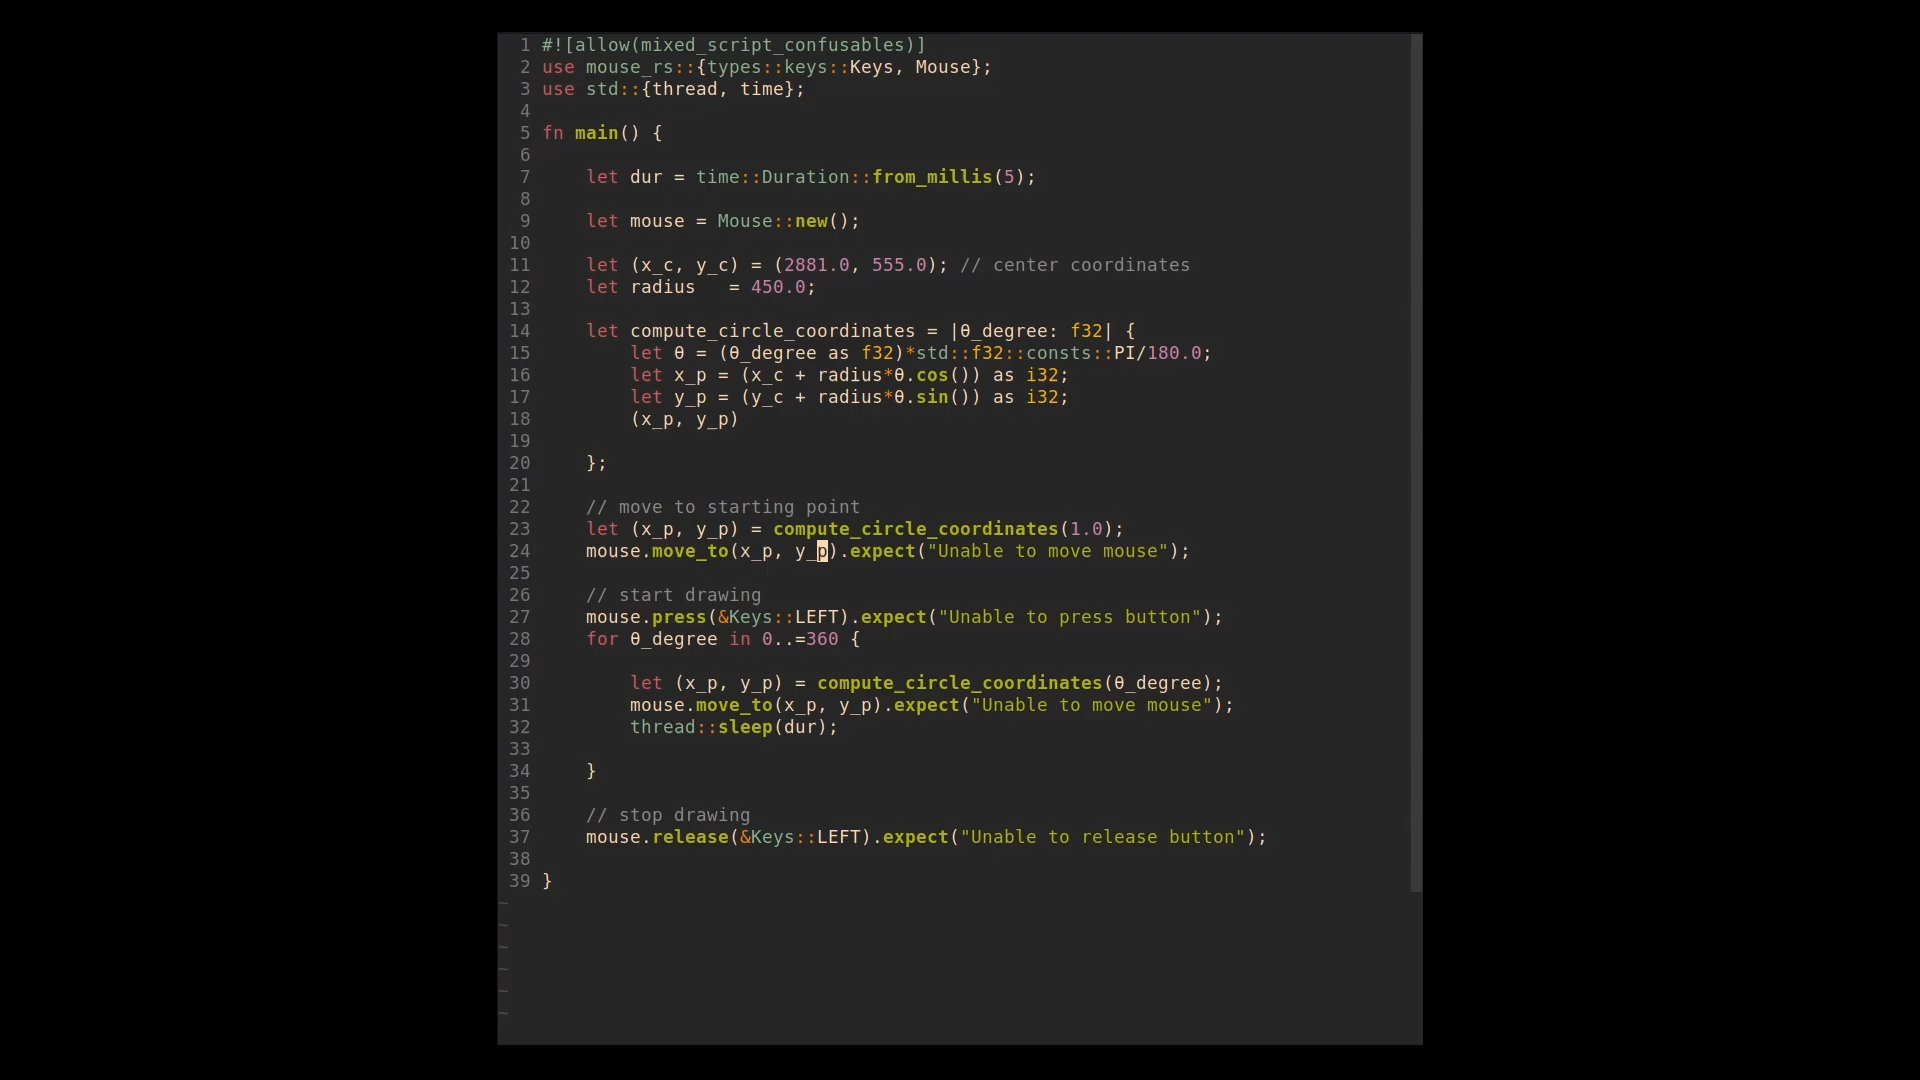 1 #![allow(mixed_script_confusables)]
2 use mouse_rs::{types::keys::Keys, Mouse};
3 use std::{thread, time};
4
5 fn main() {
6
7     let dur = time::Duration::from_millis(5);
8
9     let mouse = Mouse::new();
10
11     let (x_c, y_c) = (2881.0, 555.0); // center coordinates
12     let radius   = 450.0;
13
14     let compute_circle_coordinates = |θ_degree: f32| {
15         let θ = (θ_degree as f32)*std::f32::consts::PI/180.0;
16         let x_p = (x_c + radius*θ.cos()) as i32;
17         let y_p = (y_c + radius*θ.sin()) as i32;
18         (x_p, y_p)
19
20     };
21
22     // move to starting point
23     let (x_p, y_p) = compute_circle_coordinates(1.0);
24     mouse.move_to(x_p, y_p).expect("Unable to move mouse");
25
26     // start drawing
27     mouse.press(&Keys::LEFT).expect("Unable to press button");
28     for θ_degree in 0..=360 {
29
30         let (x_p, y_p) = compute_circle_coordinates(θ_degree);
31         mouse.move_to(x_p, y_p).expect("Unable to move mouse");
32         thread::sleep(dur);
33
34     }
35
36     // stop drawing
37     mouse.release(&Keys::LEFT).expect("Unable to release button");
38
39 }
~
~
~
~
~
~